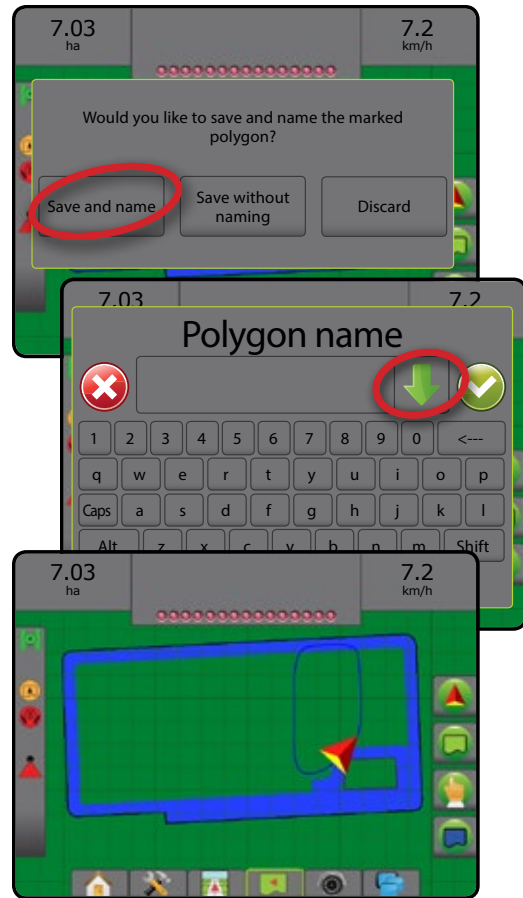 7.03 7.2
ha km/h
Would you like to save and name the marked
polygon?
Save and name Save without naming Discard
7.03 7.2
Polygon name
1 2 3 4 5 6 7 8 9 0 <---
q w e r t y u i o p
Caps a s d f g h j k l
Alt z x c v b n m Shift
7.03 7.2
ha km/h